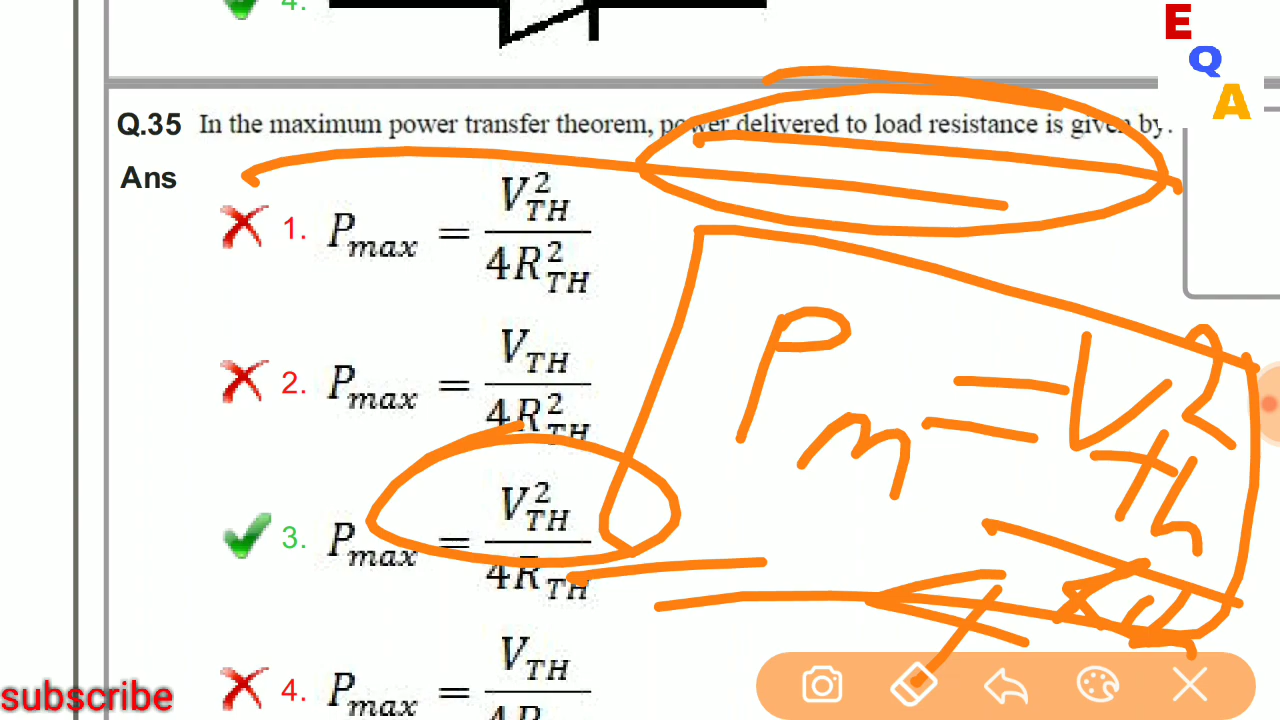 4.
E
Q
A
Q.35 In the maximum power transfer theorem, power delivered to load resistance is given by.
Ans
1. P_max = V_TH^2 / 4R_TH^2
2. P_max = V_TH / 4R_TH^2
3. P_max = V_TH^2 / 4R_TH
4. P_max = V_TH / 4R
P_m = V_th^2
4
subscribe